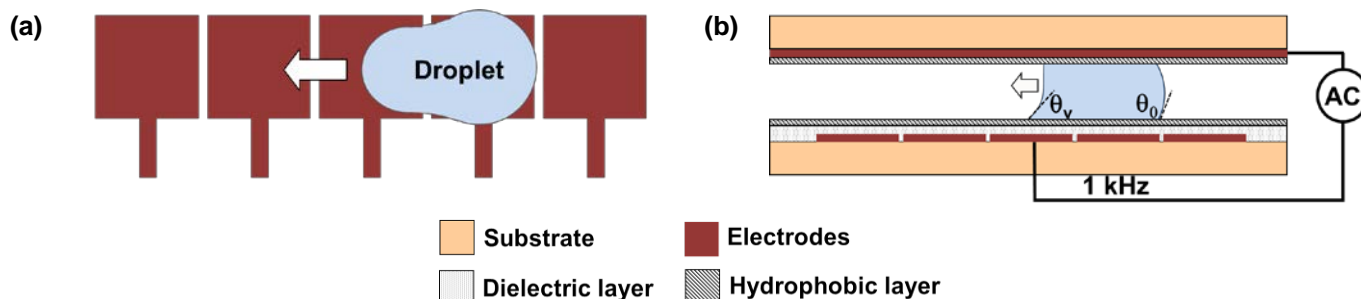 (a)
Droplet
(b)
θv
θ0
AC
1 kHz
Substrate
Electrodes
Dielectric layer
Hydrophobic layer